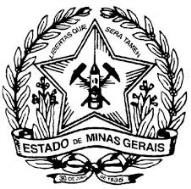 LIBERTAS QUÆ SERA TAMEN
ESTADO DE MINAS GERAIS